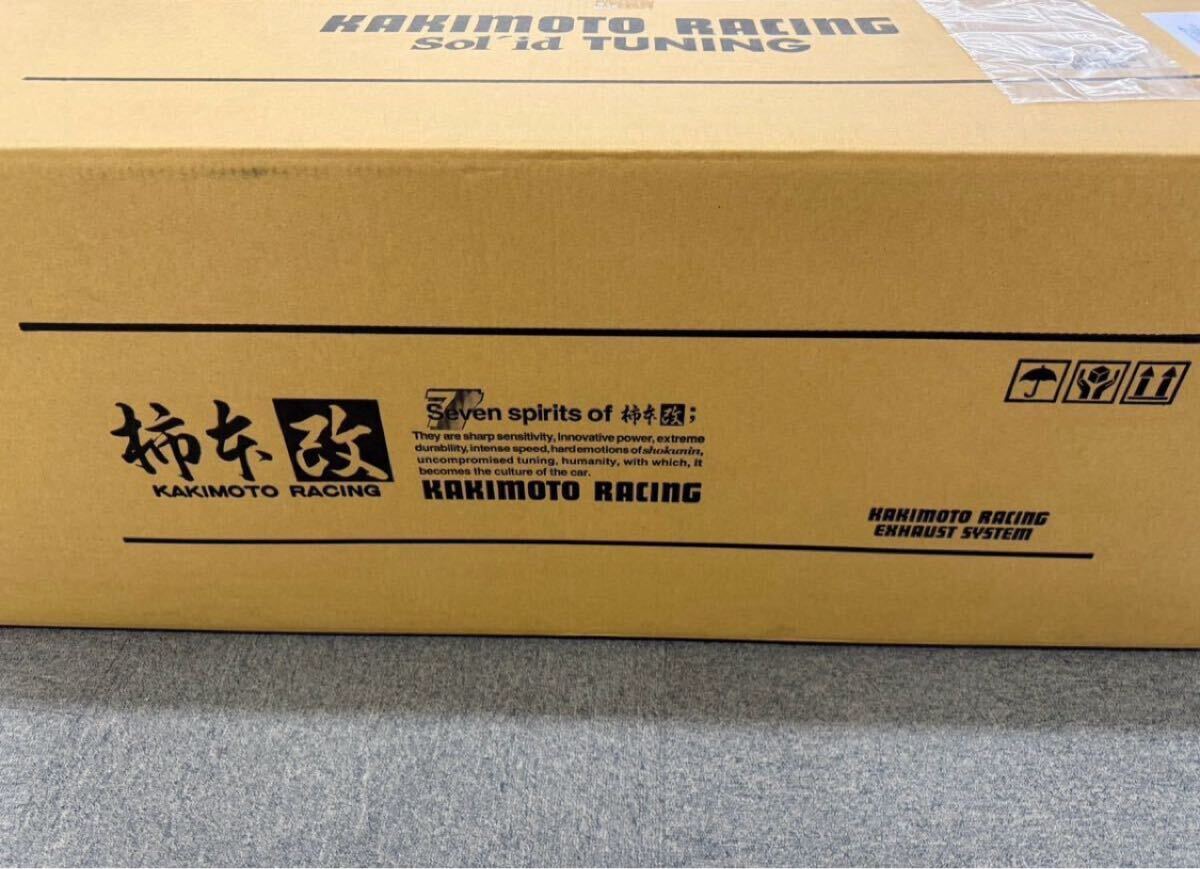 KAKIMOTO RACING
Sol'id TUNING
柿本改
KAKIMOTO RACING
7
Seven spirits of 柿本改;
They are sharp sensitivity, Innovative power, extreme
durability, intense speed, hard emotions of shokunin,
uncompromised tuning, humanity, with which, it
becomes the culture of the car.
KAKIMOTO RACING
KAKIMOTO RACING
EXHAUST SYSTEM